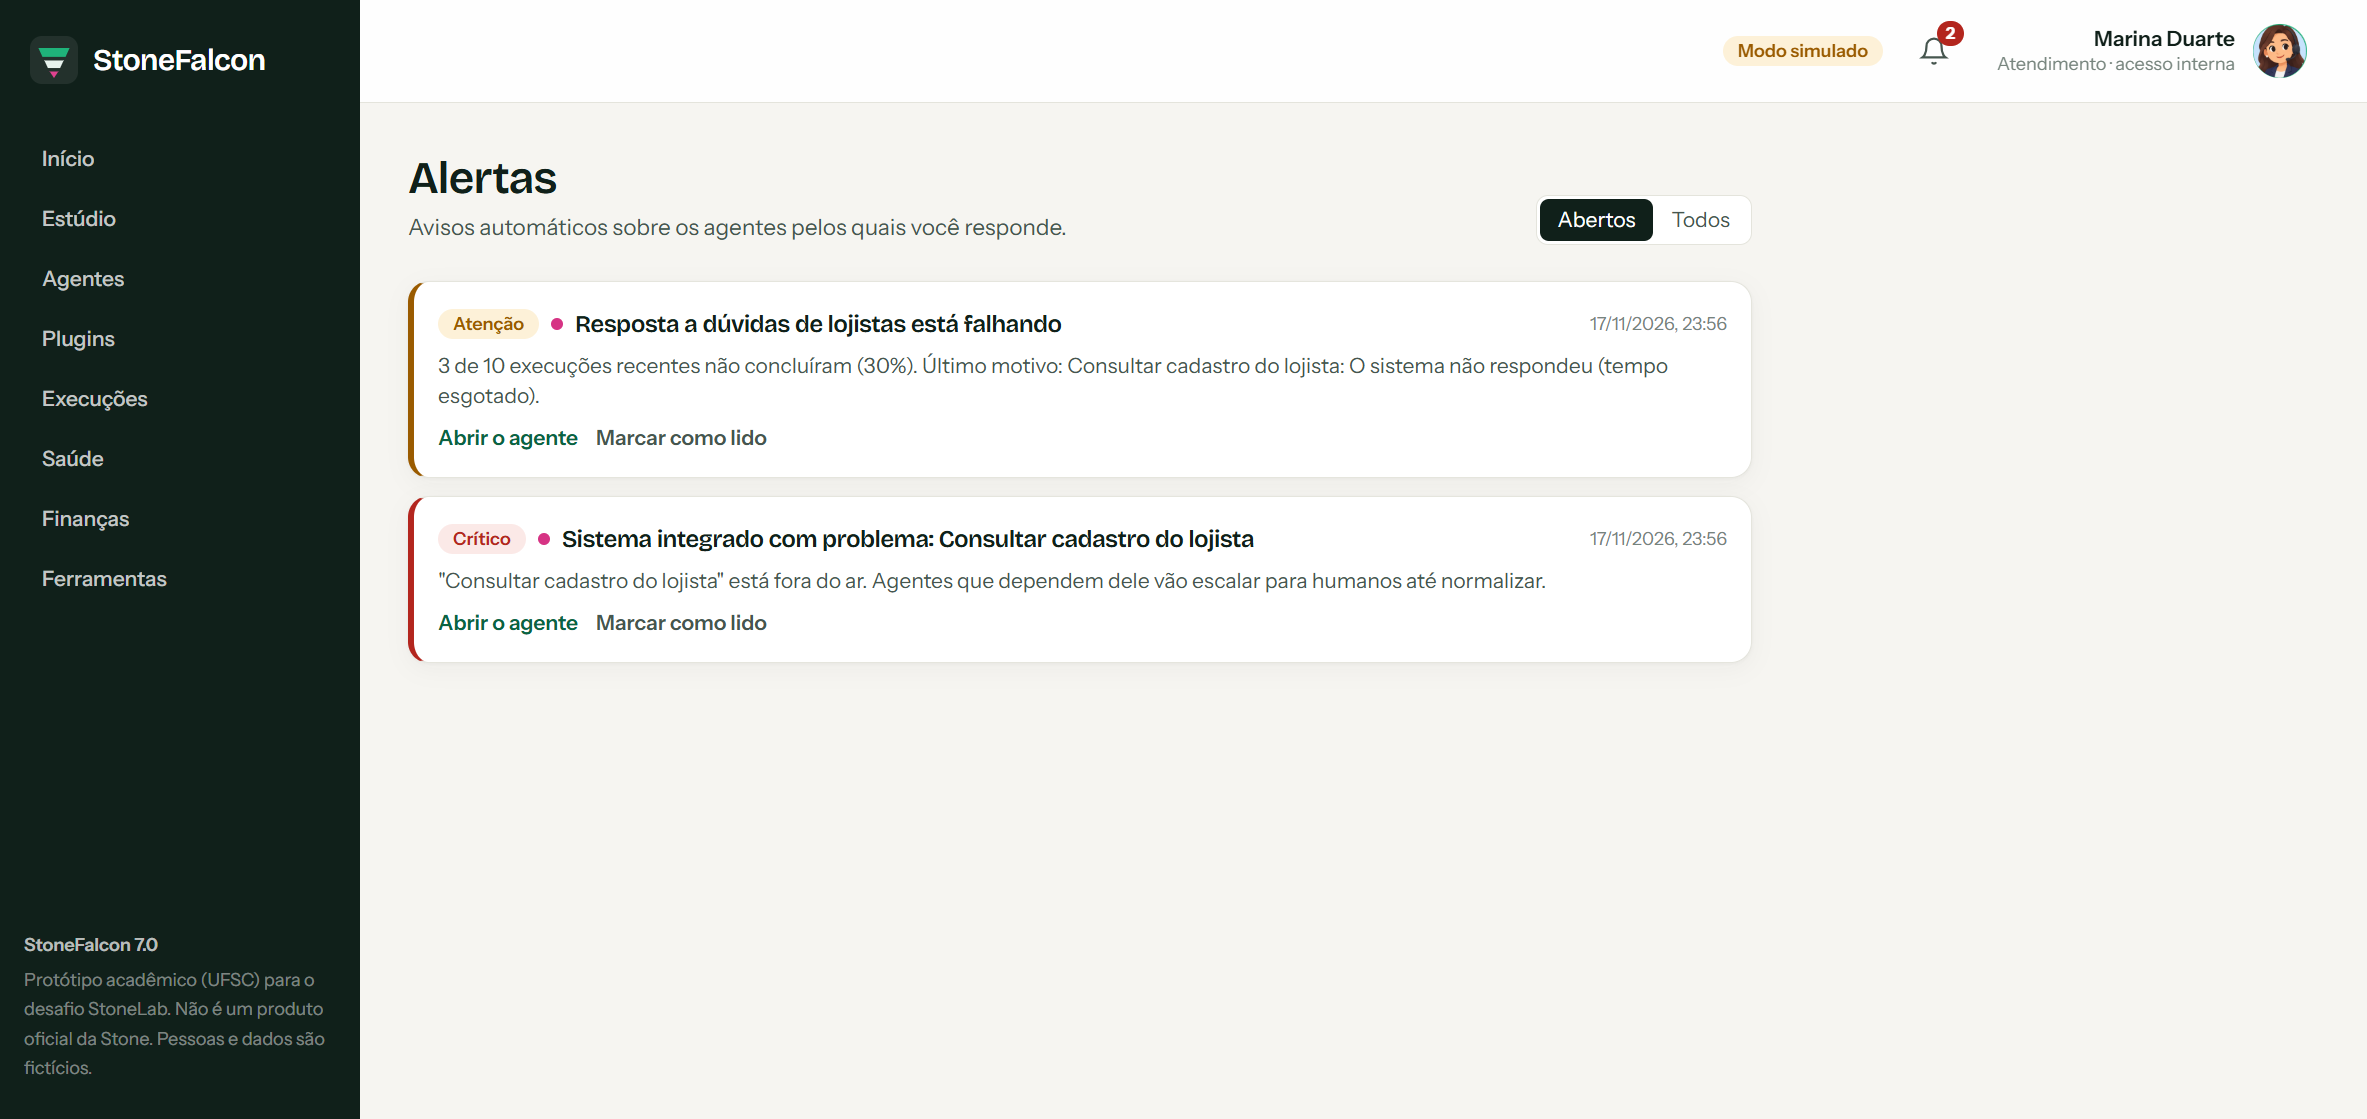 StoneFalcon
Início
Estúdio
Agentes
Plugins
Execuções
Saúde
Finanças
Ferramentas
StoneFalcon 7.0
Protótipo acadêmico (UFSC) para o
desafio StoneLab. Não é um produto
oficial da Stone. Pessoas e dados são
fictícios.
Modo simulado
2
Marina Duarte
Atendimento · acesso interna
Alertas
Avisos automáticos sobre os agentes pelos quais você responde.
Abertos Todos
Atenção Resposta a dúvidas de lojistas está falhando 17/11/2026, 23:56
3 de 10 execuções recentes não concluíram (30%). Último motivo: Consultar cadastro do lojista: O sistema não respondeu (tempo
esgotado).
Abrir o agente Marcar como lido
Crítico Sistema integrado com problema: Consultar cadastro do lojista 17/11/2026, 23:56
"Consultar cadastro do lojista" está fora do ar. Agentes que dependem dele vão escalar para humanos até normalizar.
Abrir o agente Marcar como lido